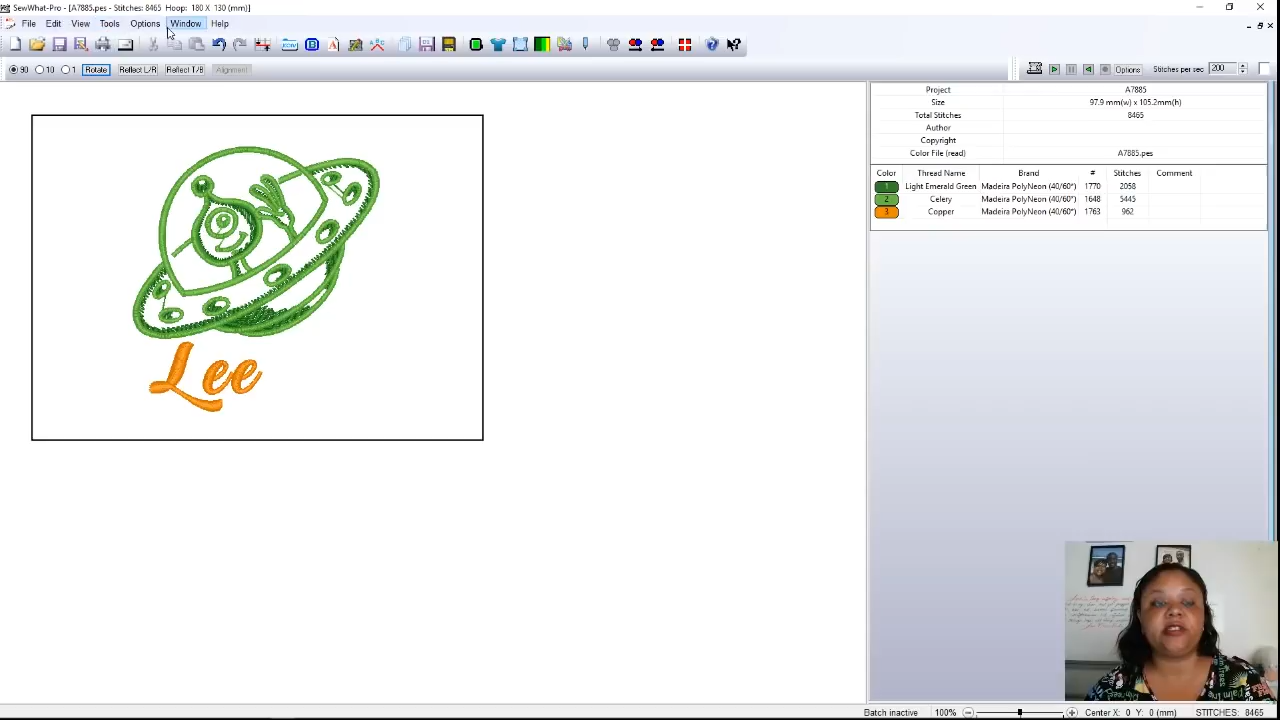 SewWhat-Pro - [A7885.pes - Stitches: 8465 Hoop: 180 X 130 (mm)]
File Edit View Tools Options Window Help
90 10 1 Rotate Reflect L/R Reflect T/B Alignment Options Stitches per sec 200
Project A7885
Size 97.9 mm(w) x 105.2mm(h)
Total Stitches 8465
Author
Copyright
Color File (read) A7885.pes
Color Thread Name Brand # Stitches Comment
1 Light Emerald Green Madeira PolyNeon (40/60*) 1770 2058
2 Celery Madeira PolyNeon (40/60*) 1648 5445
3 Copper Madeira PolyNeon (40/60*) 1763 962
Lee
Batch inactive 100% Center X: 0 Y: 0 (mm) STITCHES: 8465